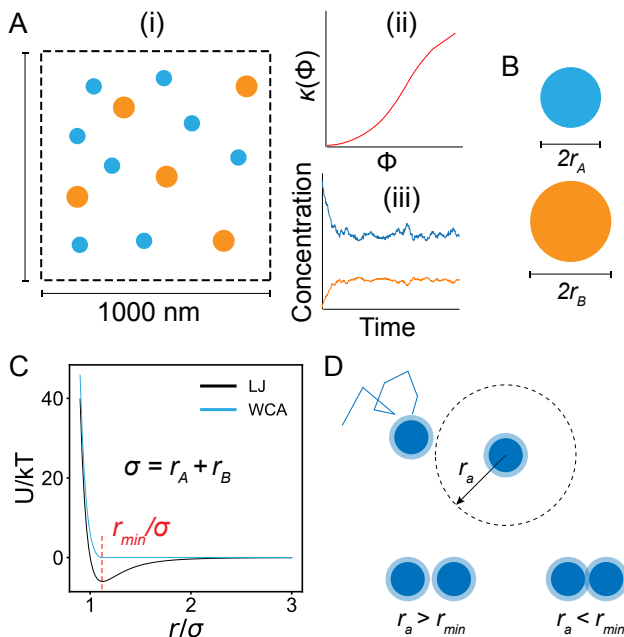 A
(i)
1000 nm
(ii)
κ(Φ)
Φ
(iii)
Concentration
Time
B
2r_A
2r_B
C
U/kT
40
20
0
LJ
WCA
σ = r_A + r_B
r_min/σ
1
2
3
r/σ
D
r_a
r_a > r_min
r_a < r_min